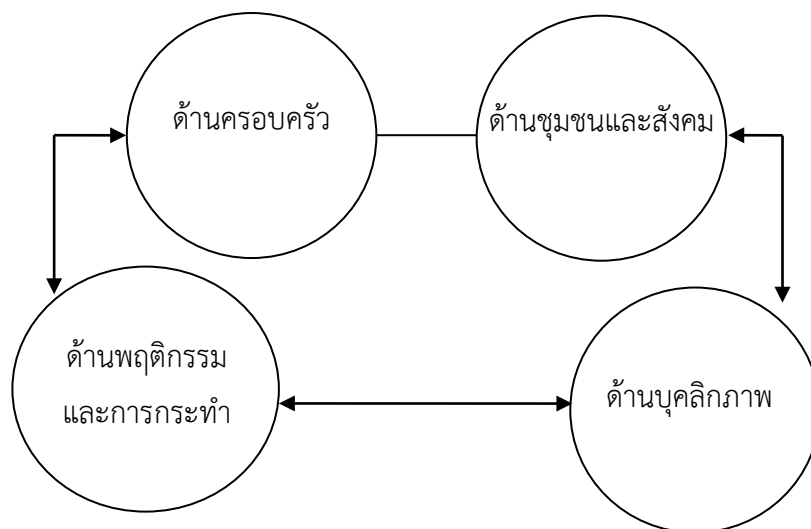 ด้านครอบครัว
ด้านชุมชนและสังคม
ด้านพฤติกรรม
และการกระทำ
ด้านบุคลิกภาพ